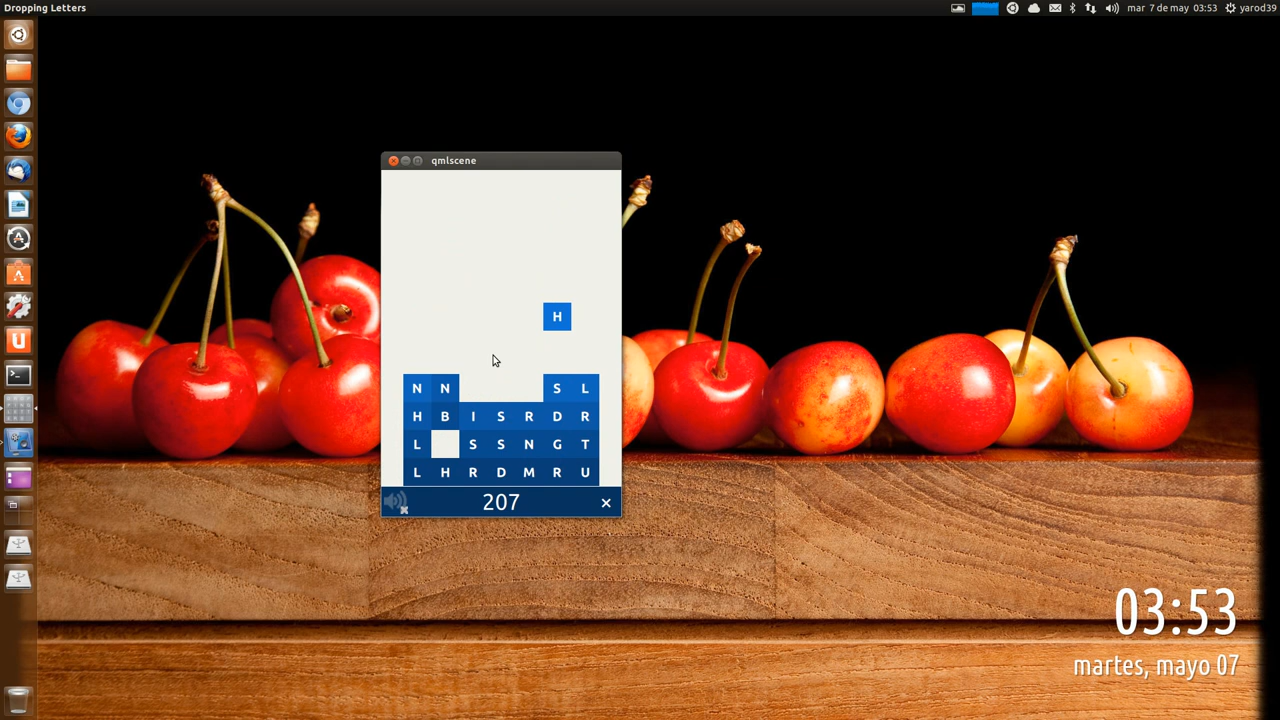 Dropping Letters
mar 7 de may 03:53 yarod39
qmlscene
H
N N S L
H B I S R D R
L S S N G T
L H R D M R U
207
03:53
martes, mayo 07